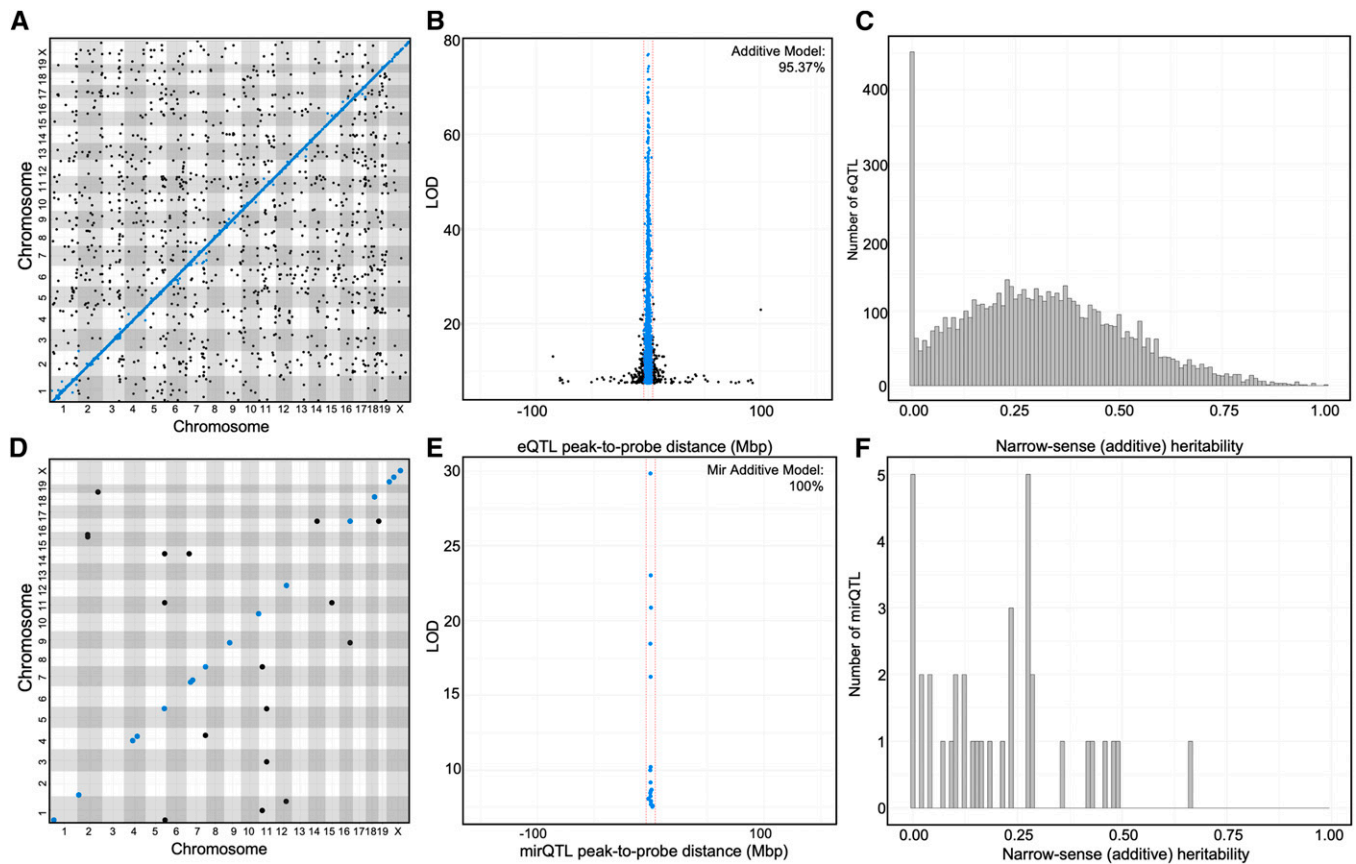 A
Chromosome
1 2 3 4 5 6 7 8 9 10 11 12 13 14 15 16 17 18 19 X
1 2 3 4 5 6 7 8 9 10 11 12 13 14 15 16 17 18 19 X
Chromosome
B
Additive Model:
95.37%
LOD
80
60
40
20
-100
100
eQTL peak-to-probe distance (Mbp)
C
Number of eQTL
400
300
200
100
0
0.00 0.25 0.50 0.75 1.00
Narrow-sense (additive) heritability
D
Chromosome
1 2 3 4 5 6 7 8 9 10 11 12 13 14 15 16 17 18 19 X
1 2 3 4 5 6 7 8 9 10 11 12 13 14 15 16 17 18 19 X
Chromosome
E
Mir Additive Model:
100%
LOD
30
25
20
15
10
-100
100
mirQTL peak-to-probe distance (Mbp)
F
Number of mirQTL
5
4
3
2
1
0
0.00 0.25 0.50 0.75 1.00
Narrow-sense (additive) heritability